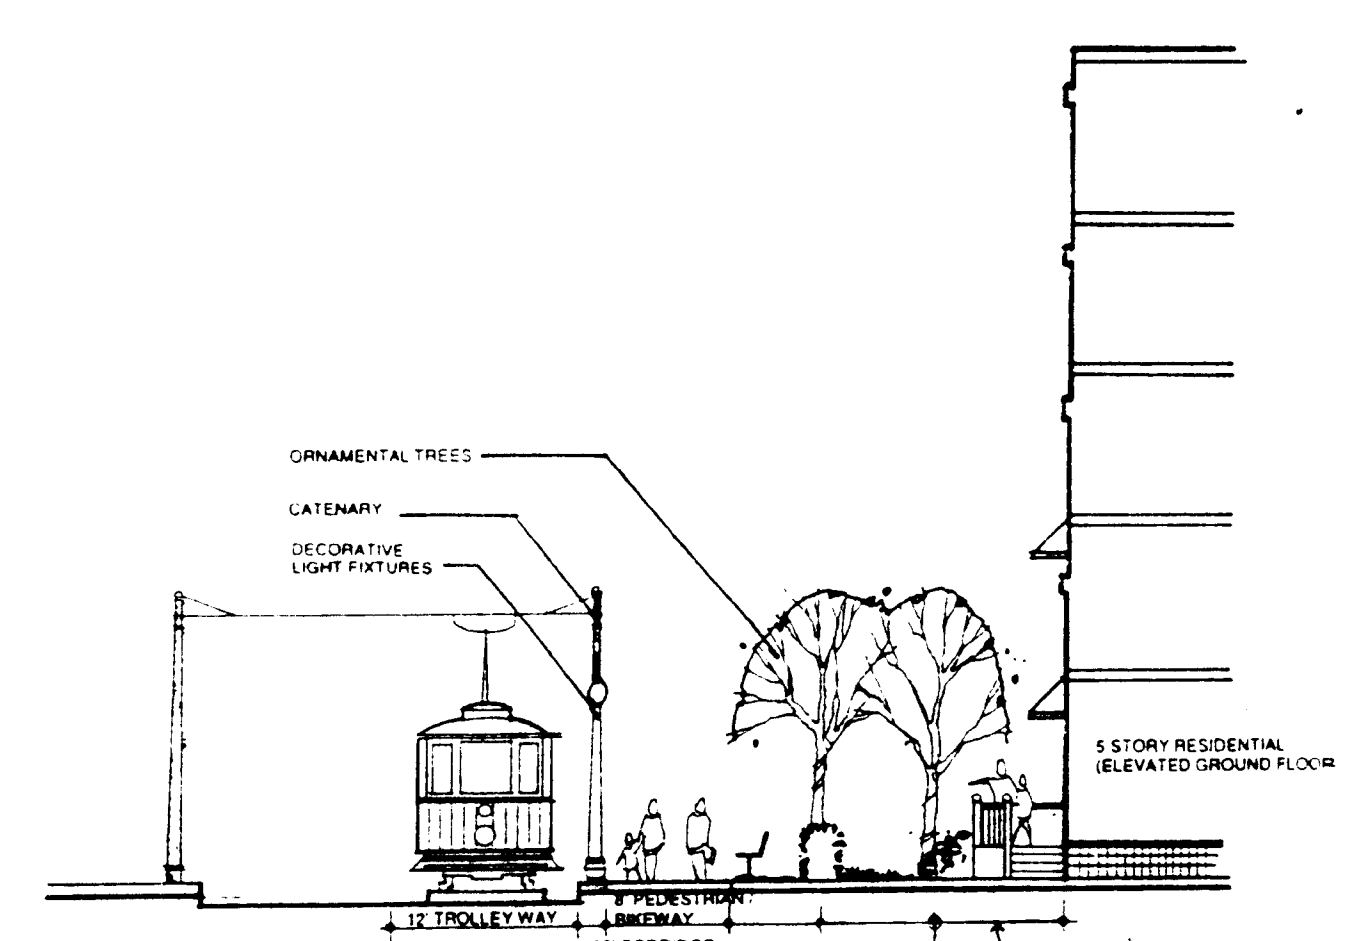 ORNAMENTAL TREES
CATENARY
DECORATIVE
LIGHT FIXTURES
5 STORY RESIDENTIAL
(ELEVATED GROUND FLOOR
12' TROLLEY WAY
8' PEDESTRIAN/
BIKEWAY